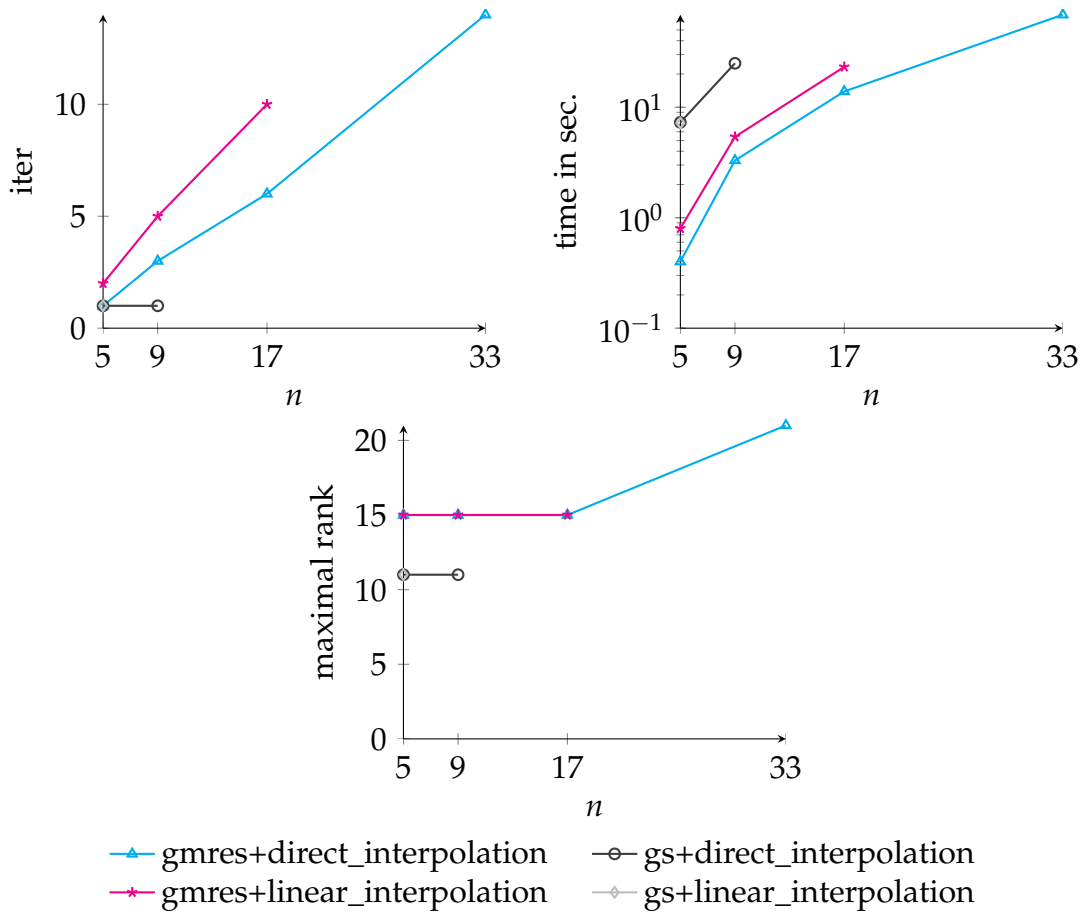 iter
10
5
0
5 9 17 33
n
time in sec.
10^1
10^0
10^-1
5 9 17 33
n
maximal rank
20
15
10
5
0
5 9 17 33
n
gmres+direct_interpolation
gs+direct_interpolation
gmres+linear_interpolation
gs+linear_interpolation